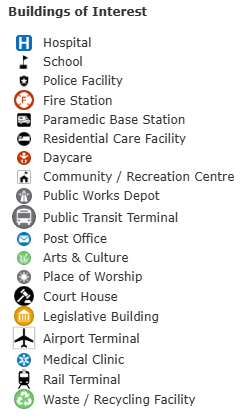 Buildings of Interest
H Hospital
School
Police Facility
F Fire Station
Paramedic Base Station
Residential Care Facility
Daycare
Community / Recreation Centre
Public Works Depot
Public Transit Terminal
Post Office
Arts & Culture
Place of Worship
Court House
Legislative Building
Airport Terminal
Medical Clinic
Rail Terminal
Waste / Recycling Facility